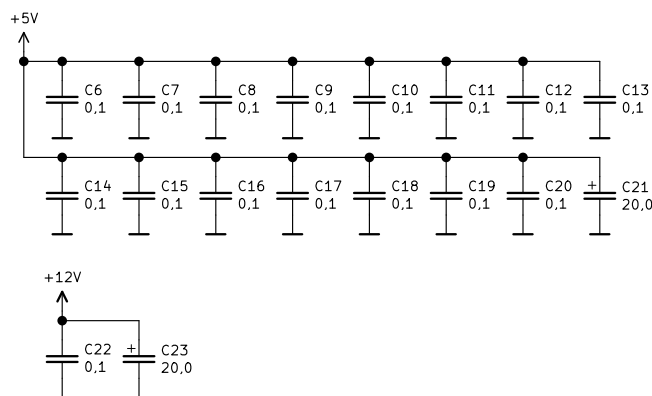 +5V
C6 C7 C8 C9 C10 C11 C12 C13
0,1 0,1 0,1 0,1 0,1 0,1 0,1 0,1
C14 C15 C16 C17 C18 C19 C20 + C21
0,1 0,1 0,1 0,1 0,1 0,1 0,1 20,0
+12V
C22 + C23
0,1 20,0